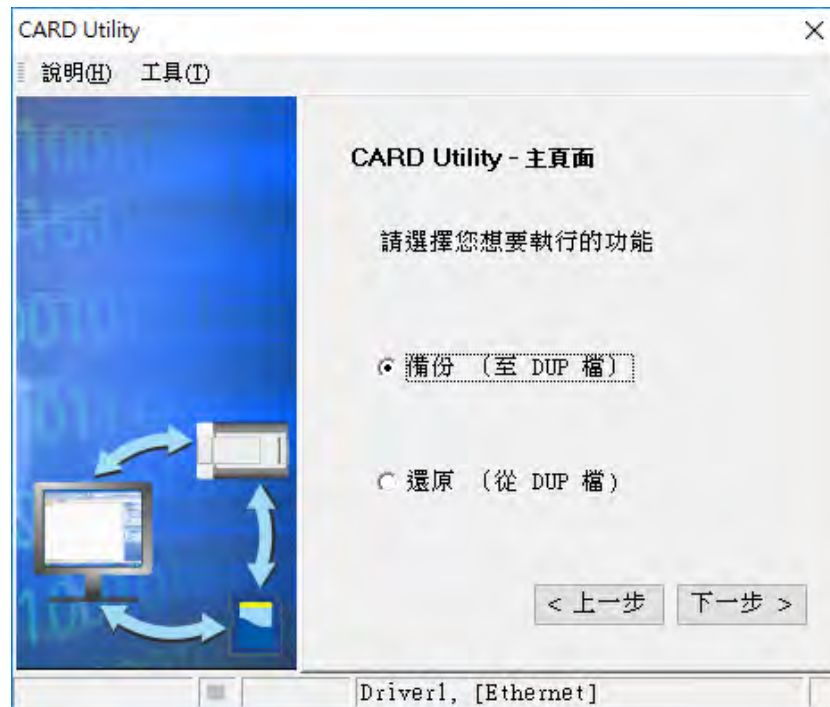 CARD Utility
說明(H) 工具(T)
CARD Utility - 主頁面
請選擇您想要執行的功能
備份 (至 DUP 檔)
還原 (從 DUP 檔)
< 上一步 下一步 >
Driver1, [Ethernet]